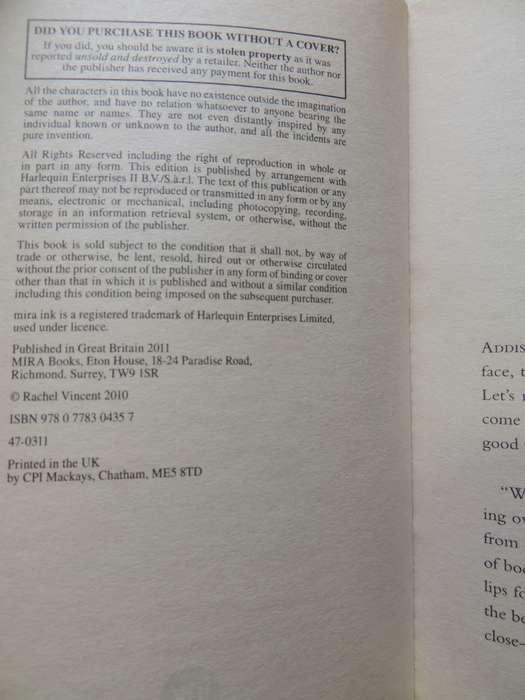 DID YOU PURCHASE THIS BOOK WITHOUT A COVER?
If you did, you should be aware it is stolen property as it was
reported unsold and destroyed by a retailer. Neither the author nor
the publisher has received any payment for this book.
All the characters in this book have no existence outside the imagination
of the author, and have no relation whatsoever to anyone bearing the
same name or names. They are not even distantly inspired by any
individual known or unknown to the author, and all the incidents are
pure invention.
All Rights Reserved including the right of reproduction in whole or
in part in any form. This edition is published by arrangement with
Harlequin Enterprises II B.V./S.à.r.l. The text of this publication or any
part thereof may not be reproduced or transmitted in any form or by any
means, electronic or mechanical, including photocopying, recording,
storage in an information retrieval system, or otherwise, without the
written permission of the publisher.
This book is sold subject to the condition that it shall not, by way of
trade or otherwise, be lent, resold, hired out or otherwise circulated
without the prior consent of the publisher in any form of binding or cover
other than that in which it is published and without a similar condition
including this condition being imposed on the subsequent purchaser.
mira ink is a registered trademark of Harlequin Enterprises Limited,
used under licence.
Published in Great Britain 2011
MIRA Books, Eton House, 18-24 Paradise Road,
Richmond, Surrey, TW9 1SR
© Rachel Vincent 2010
ISBN 978 0 7783 0435 7
47-0311
Printed in the UK
by CPI Mackays, Chatham, ME5 8TD
ADDIS
face, t
Let's
come
good
"W
ing ov
from
of bo
lips fo
the be
close–